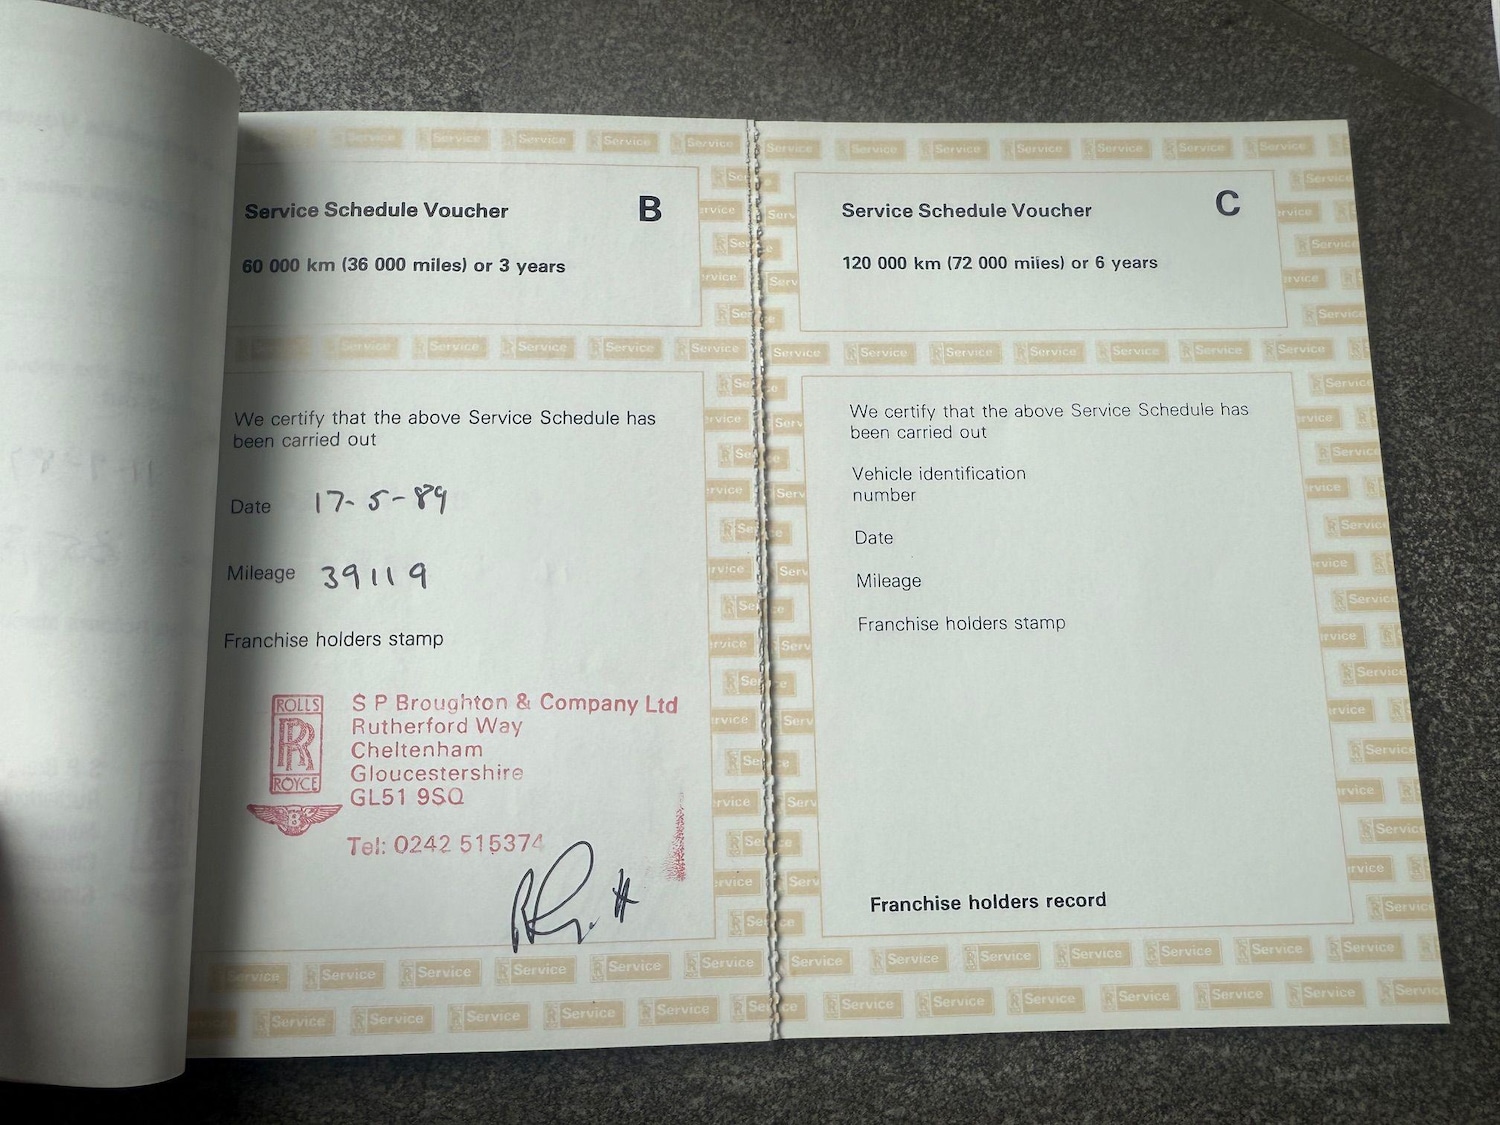 Service Schedule Voucher B
60 000 km (36 000 miles) or 3 years
We certify that the above Service Schedule has
been carried out
Date 17-5-89
Mileage 39119
Franchise holders stamp
ROLLS
RR
ROYCE
B
S P Broughton & Company Ltd
Rutherford Way
Cheltenham
Gloucestershire
GL51 9SQ
Tel: 0242 515374
Service Schedule Voucher C
120 000 km (72 000 miles) or 6 years
We certify that the above Service Schedule has
been carried out
Vehicle identification
number
Date
Mileage
Franchise holders stamp
Franchise holders record
Service